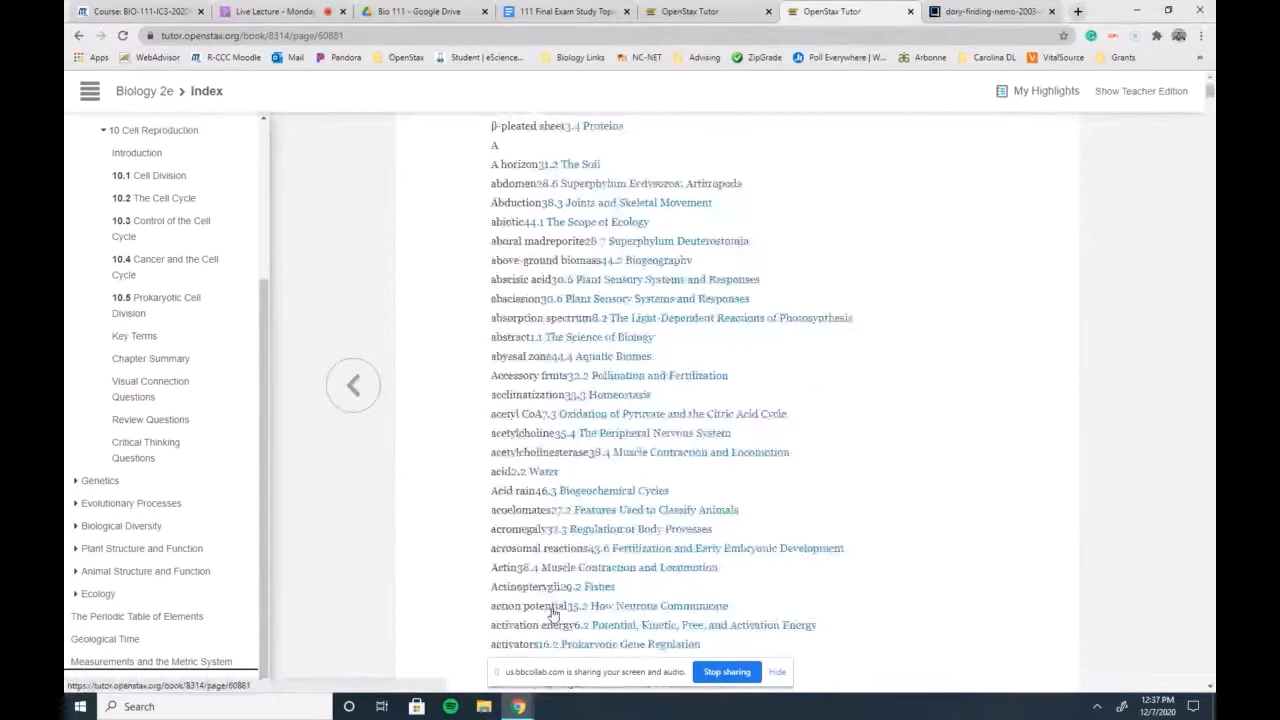 Course: BIO-111-IC3-2020
Live Lecture - Monday
Bio 111 - Google Drive
111 Final Exam Study Topi
OpenStax Tutor
OpenStax Tutor
dory-finding-nemo-2003-
tutor.openstax.org/book/8314/page/60881
Apps
WebAdvisor
R-CCC Moodle
Mail
Pandora
OpenStax
Student | eScience...
Biology Links
NC-NET
Advising
ZipGrade
Poll Everywhere | W...
Arbonne
Carolina DL
VitalSource
Grants
»
Biology 2e > Index
My Highlights
Show Teacher Edition
10 Cell Reproduction
Introduction
10.1 Cell Division
10.2 The Cell Cycle
10.3 Control of the Cell
Cycle
10.4 Cancer and the Cell
Cycle
10.5 Prokaryotic Cell
Division
Key Terms
Chapter Summary
Visual Connection
Questions
Review Questions
Critical Thinking
Questions
Genetics
Evolutionary Processes
Biological Diversity
Plant Structure and Function
Animal Structure and Function
Ecology
The Periodic Table of Elements
Geological Time
Measurements and the Metric System
https://tutor.openstax.org/book/8314/page/60881
β-pleated sheet3.4 Proteins
A
A horizon31.2 The Soil
abdomen28.6 Superphylum Ecdysozoa: Arthropods
Abduction38.3 Joints and Skeletal Movement
abiotic44.1 The Scope of Ecology
aboral madreporite28.7 Superphylum Deuterostomia
above-ground biomass44.2 Biogeography
abscisic acid30.6 Plant Sensory Systems and Responses
abscission30.6 Plant Sensory Systems and Responses
absorption spectrum8.2 The Light-Dependent Reactions of Photosynthesis
abstract1.1 The Science of Biology
abyssal zone44.4 Aquatic Biomes
Accessory fruits32.2 Pollination and Fertilization
acclimatization33.3 Homeostasis
acetyl CoA7.3 Oxidation of Pyruvate and the Citric Acid Cycle
acetylcholine35.4 The Peripheral Nervous System
acetylcholinesterase38.4 Muscle Contraction and Locomotion
acid2.2 Water
Acid rain46.3 Biogeochemical Cycles
acoelomates27.2 Features Used to Classify Animals
acromegaly37.3 Regulation of Body Processes
acrosomal reactions43.6 Fertilization and Early Embryonic Development
Actin38.4 Muscle Contraction and Locomotion
Actinopterygii29.2 Fishes
action potential35.2 How Neurons Communicate
activation energy6.2 Potential, Kinetic, Free, and Activation Energy
activators16.2 Prokaryotic Gene Regulation
us.bbcollab.com is sharing your screen and audio.
Stop sharing
Hide
Search
12:37 PM
12/7/2020